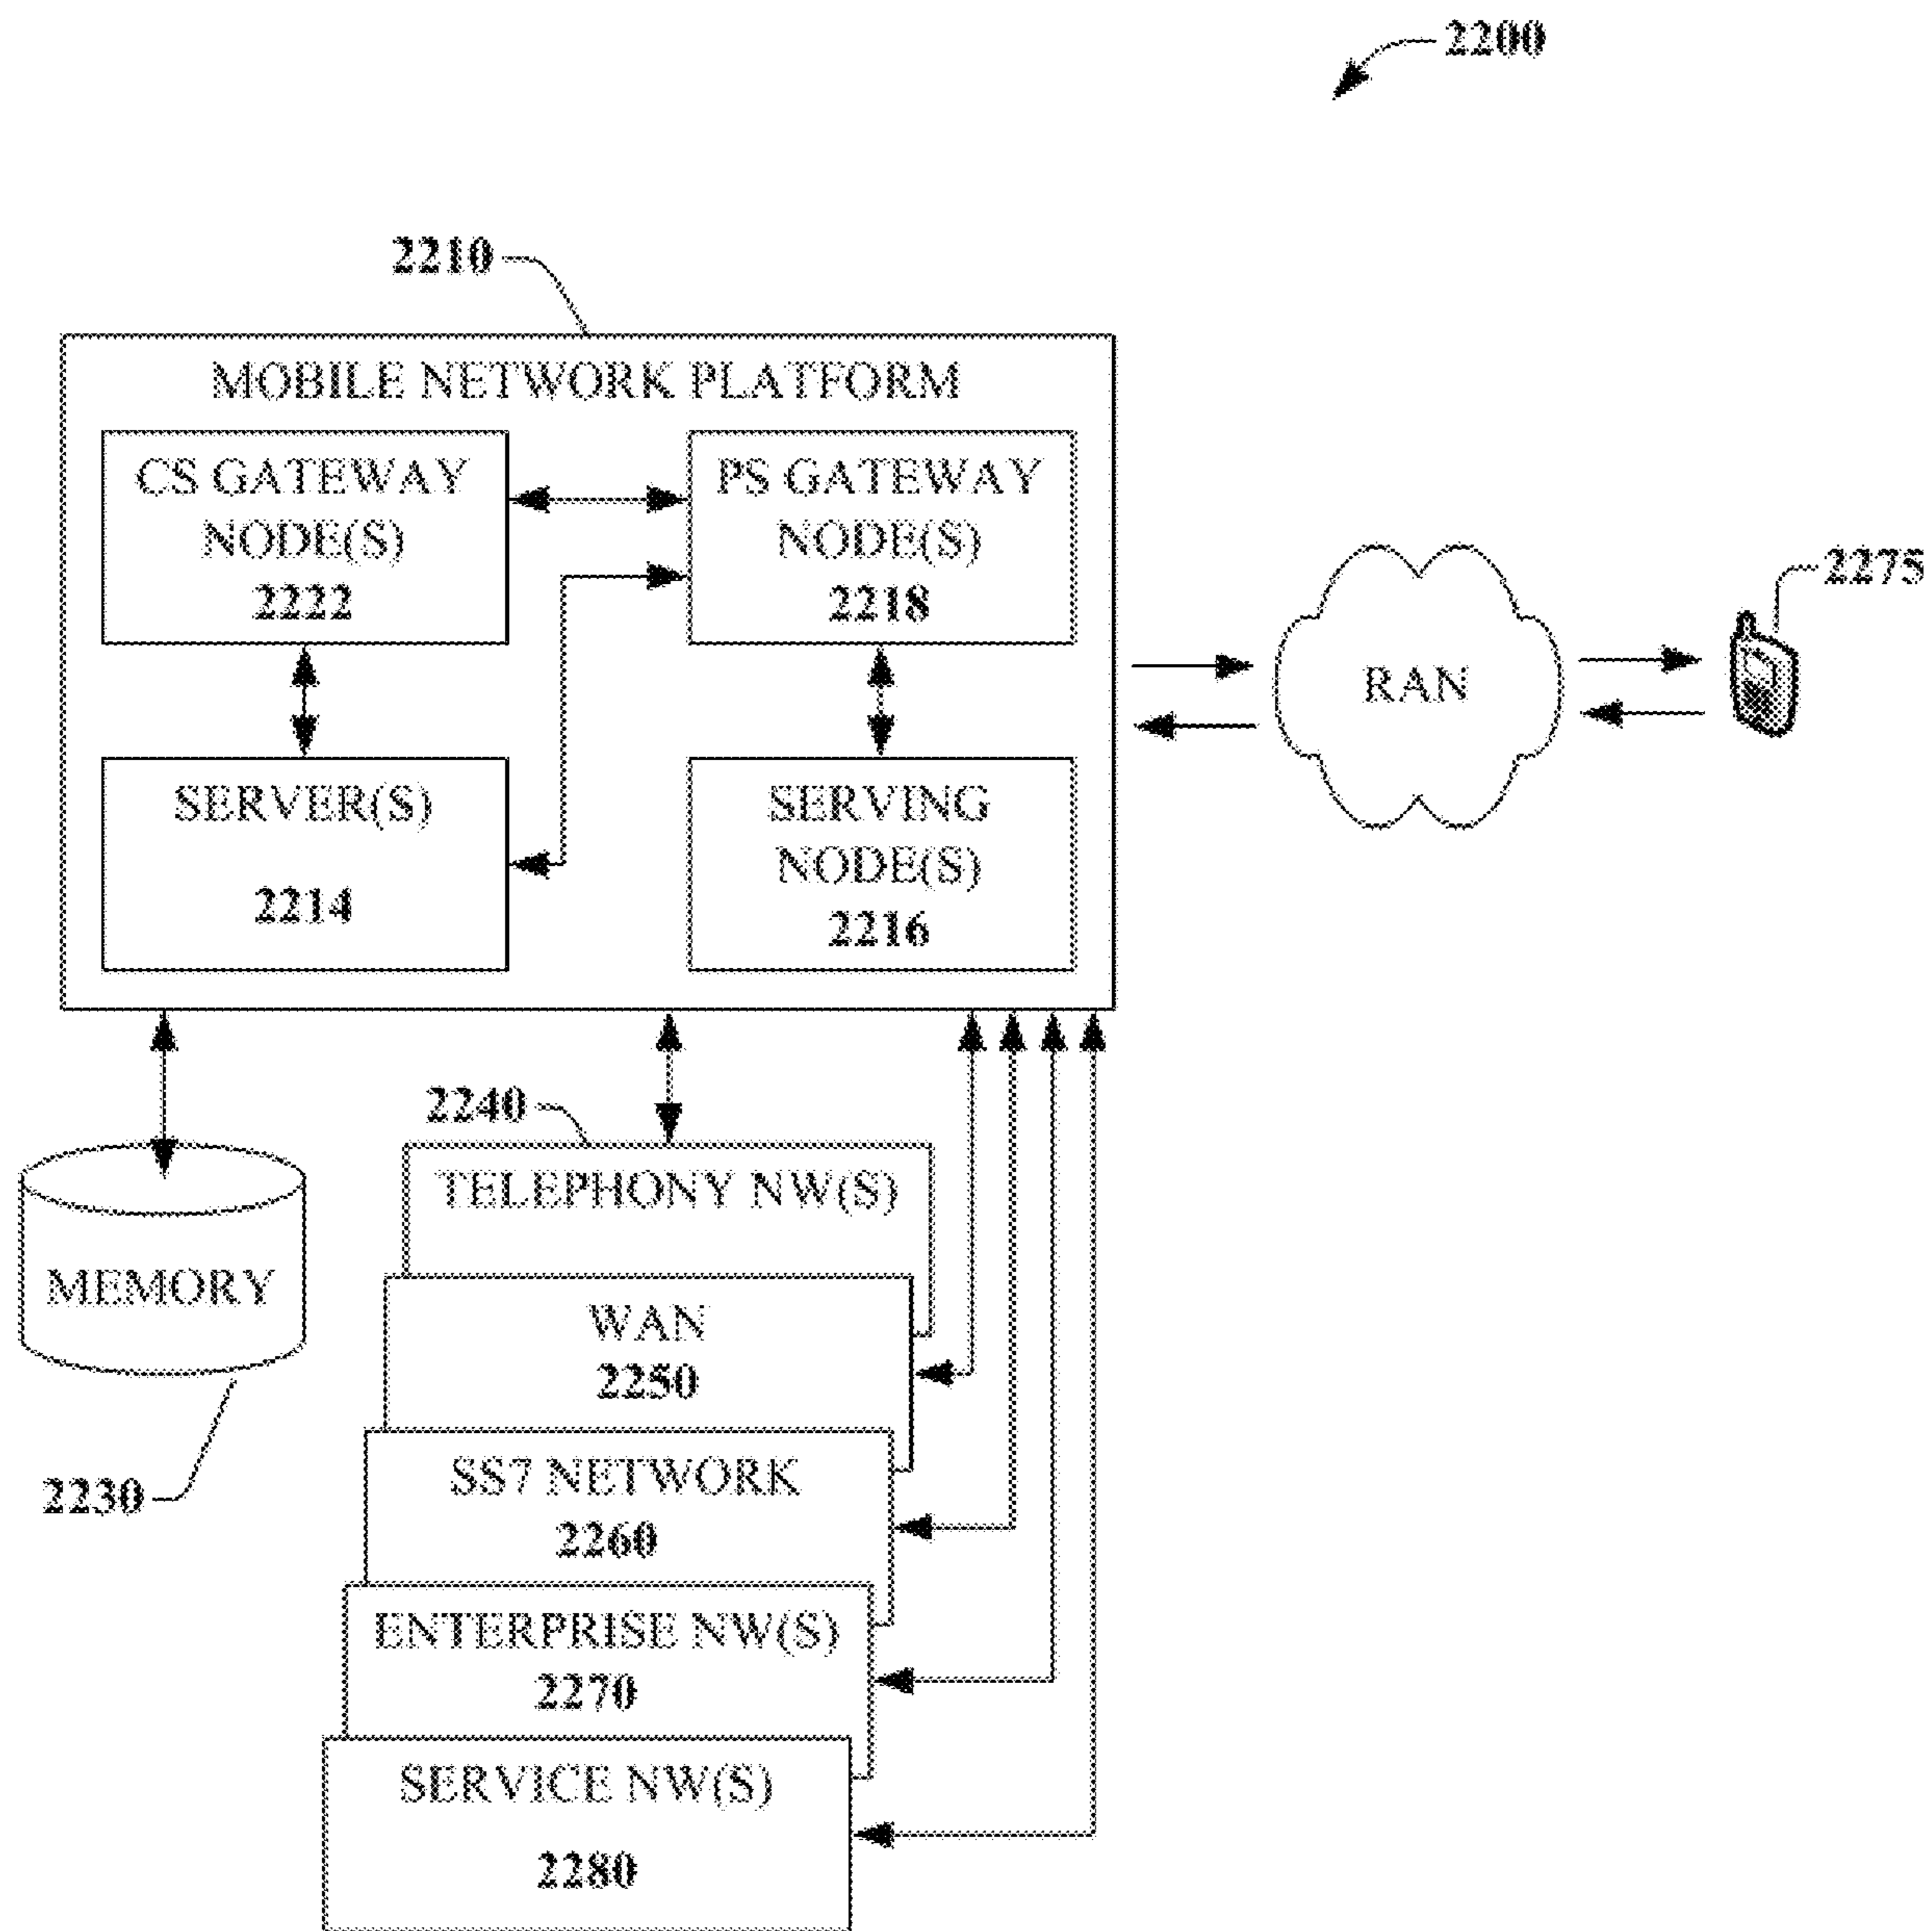 2200
2210
MOBILE NETWORK PLATFORM
CS GATEWAY
NODE(S)
2222
PS GATEWAY
NODE(S)
2218
2275
RAN
SERVER(S)
2214
SERVING
NODE(S)
2216
2240
TELEPHONY NW(S)
MEMORY
2230
WAN
2250
SS7 NETWORK
2260
ENTERPRISE NW(S)
2270
SERVICE NW(S)
2280